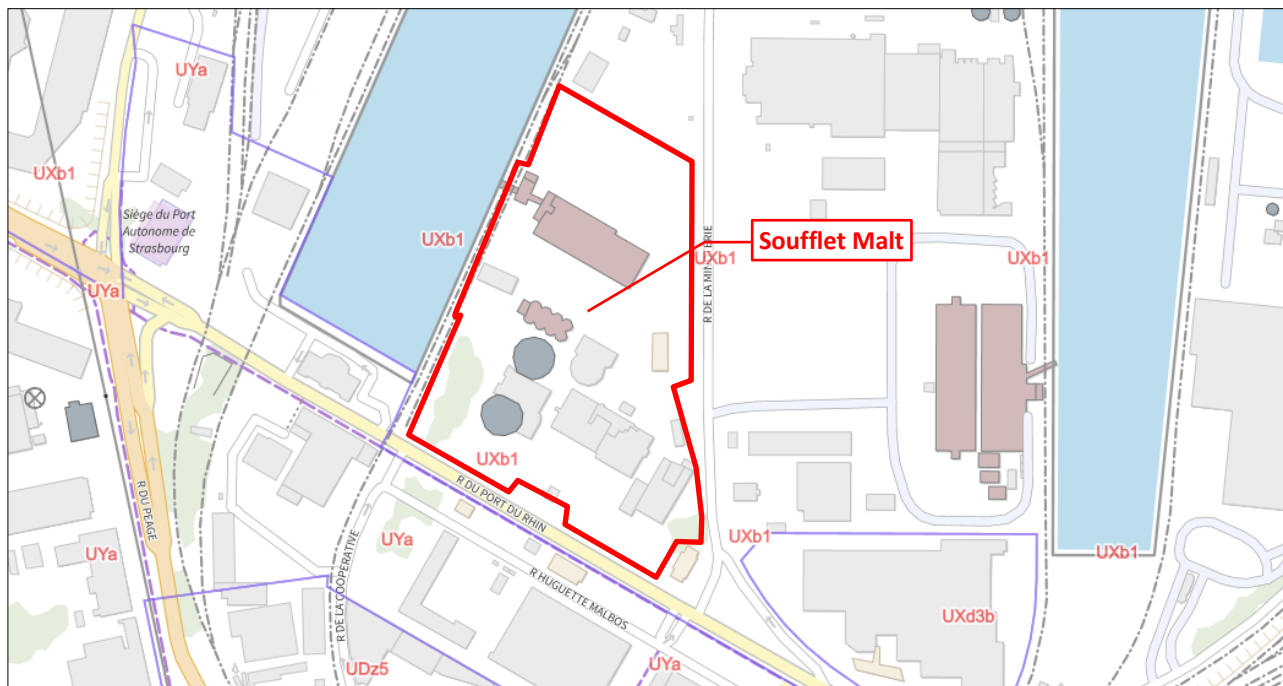 UYa
UXb1
Siège du Port
Autonome de
Strasbourg
UXb1
Soufflet Malt
UXb1
UXb1
UYa
R DE LA MINOTERIE
UXb1
R DU PORT DU RHIN
R DU PEAGE
UYa
UYa
UXb1
UXb1
R DE LA COOPERATIVE
R HUGUETTE MALBOS
UXd3b
UDz5
UYa